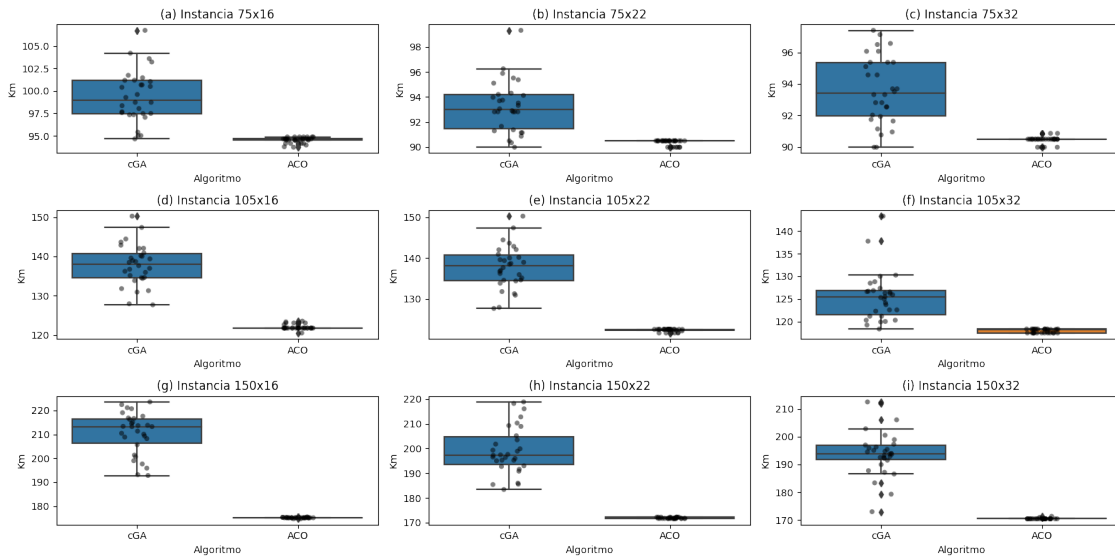 (a) Instancia 75x16
(b) Instancia 75x22
(c) Instancia 75x32
Km
105.0
102.5
100.0
97.5
95.0
cGA
ACO
Algoritmo
Km
98
96
94
92
90
cGA
ACO
Algoritmo
Km
96
94
92
90
cGA
ACO
Algoritmo
(d) Instancia 105x16
(e) Instancia 105x22
(f) Instancia 105x32
Km
150
140
130
120
cGA
ACO
Algoritmo
Km
150
140
130
cGA
ACO
Algoritmo
Km
140
135
130
125
120
cGA
ACO
Algoritmo
(g) Instancia 150x16
(h) Instancia 150x22
(i) Instancia 150x32
Km
220
210
200
190
180
cGA
ACO
Algoritmo
Km
220
210
200
190
180
170
cGA
ACO
Algoritmo
Km
210
200
190
180
170
cGA
ACO
Algoritmo